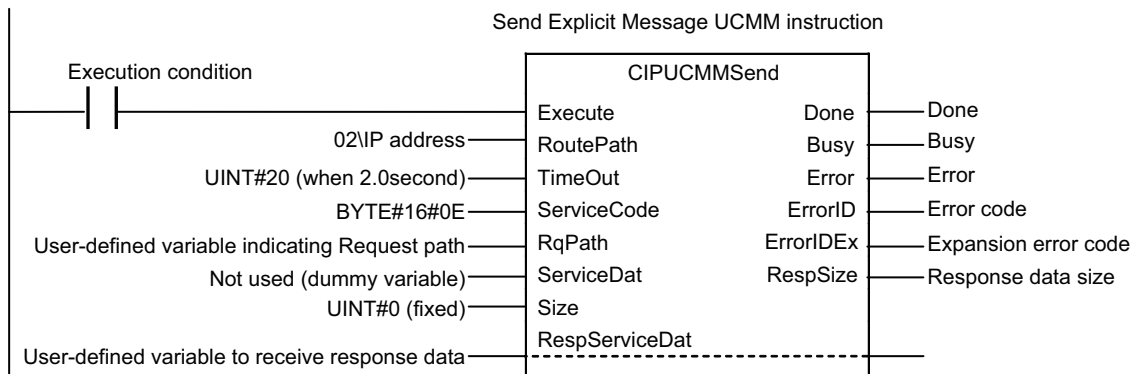 Send Explicit Message UCMM instruction
Execution condition
CIPUCMMSend
Execute Done Done
02\IP address RoutePath Busy Busy
UINT#20 (when 2.0second) TimeOut Error Error
BYTE#16#0E ServiceCode ErrorID Error code
User-defined variable indicating Request path RqPath ErrorIDEx Expansion error code
Not used (dummy variable) ServiceDat RespSize Response data size
UINT#0 (fixed) Size
RespServiceDat
User-defined variable to receive response data